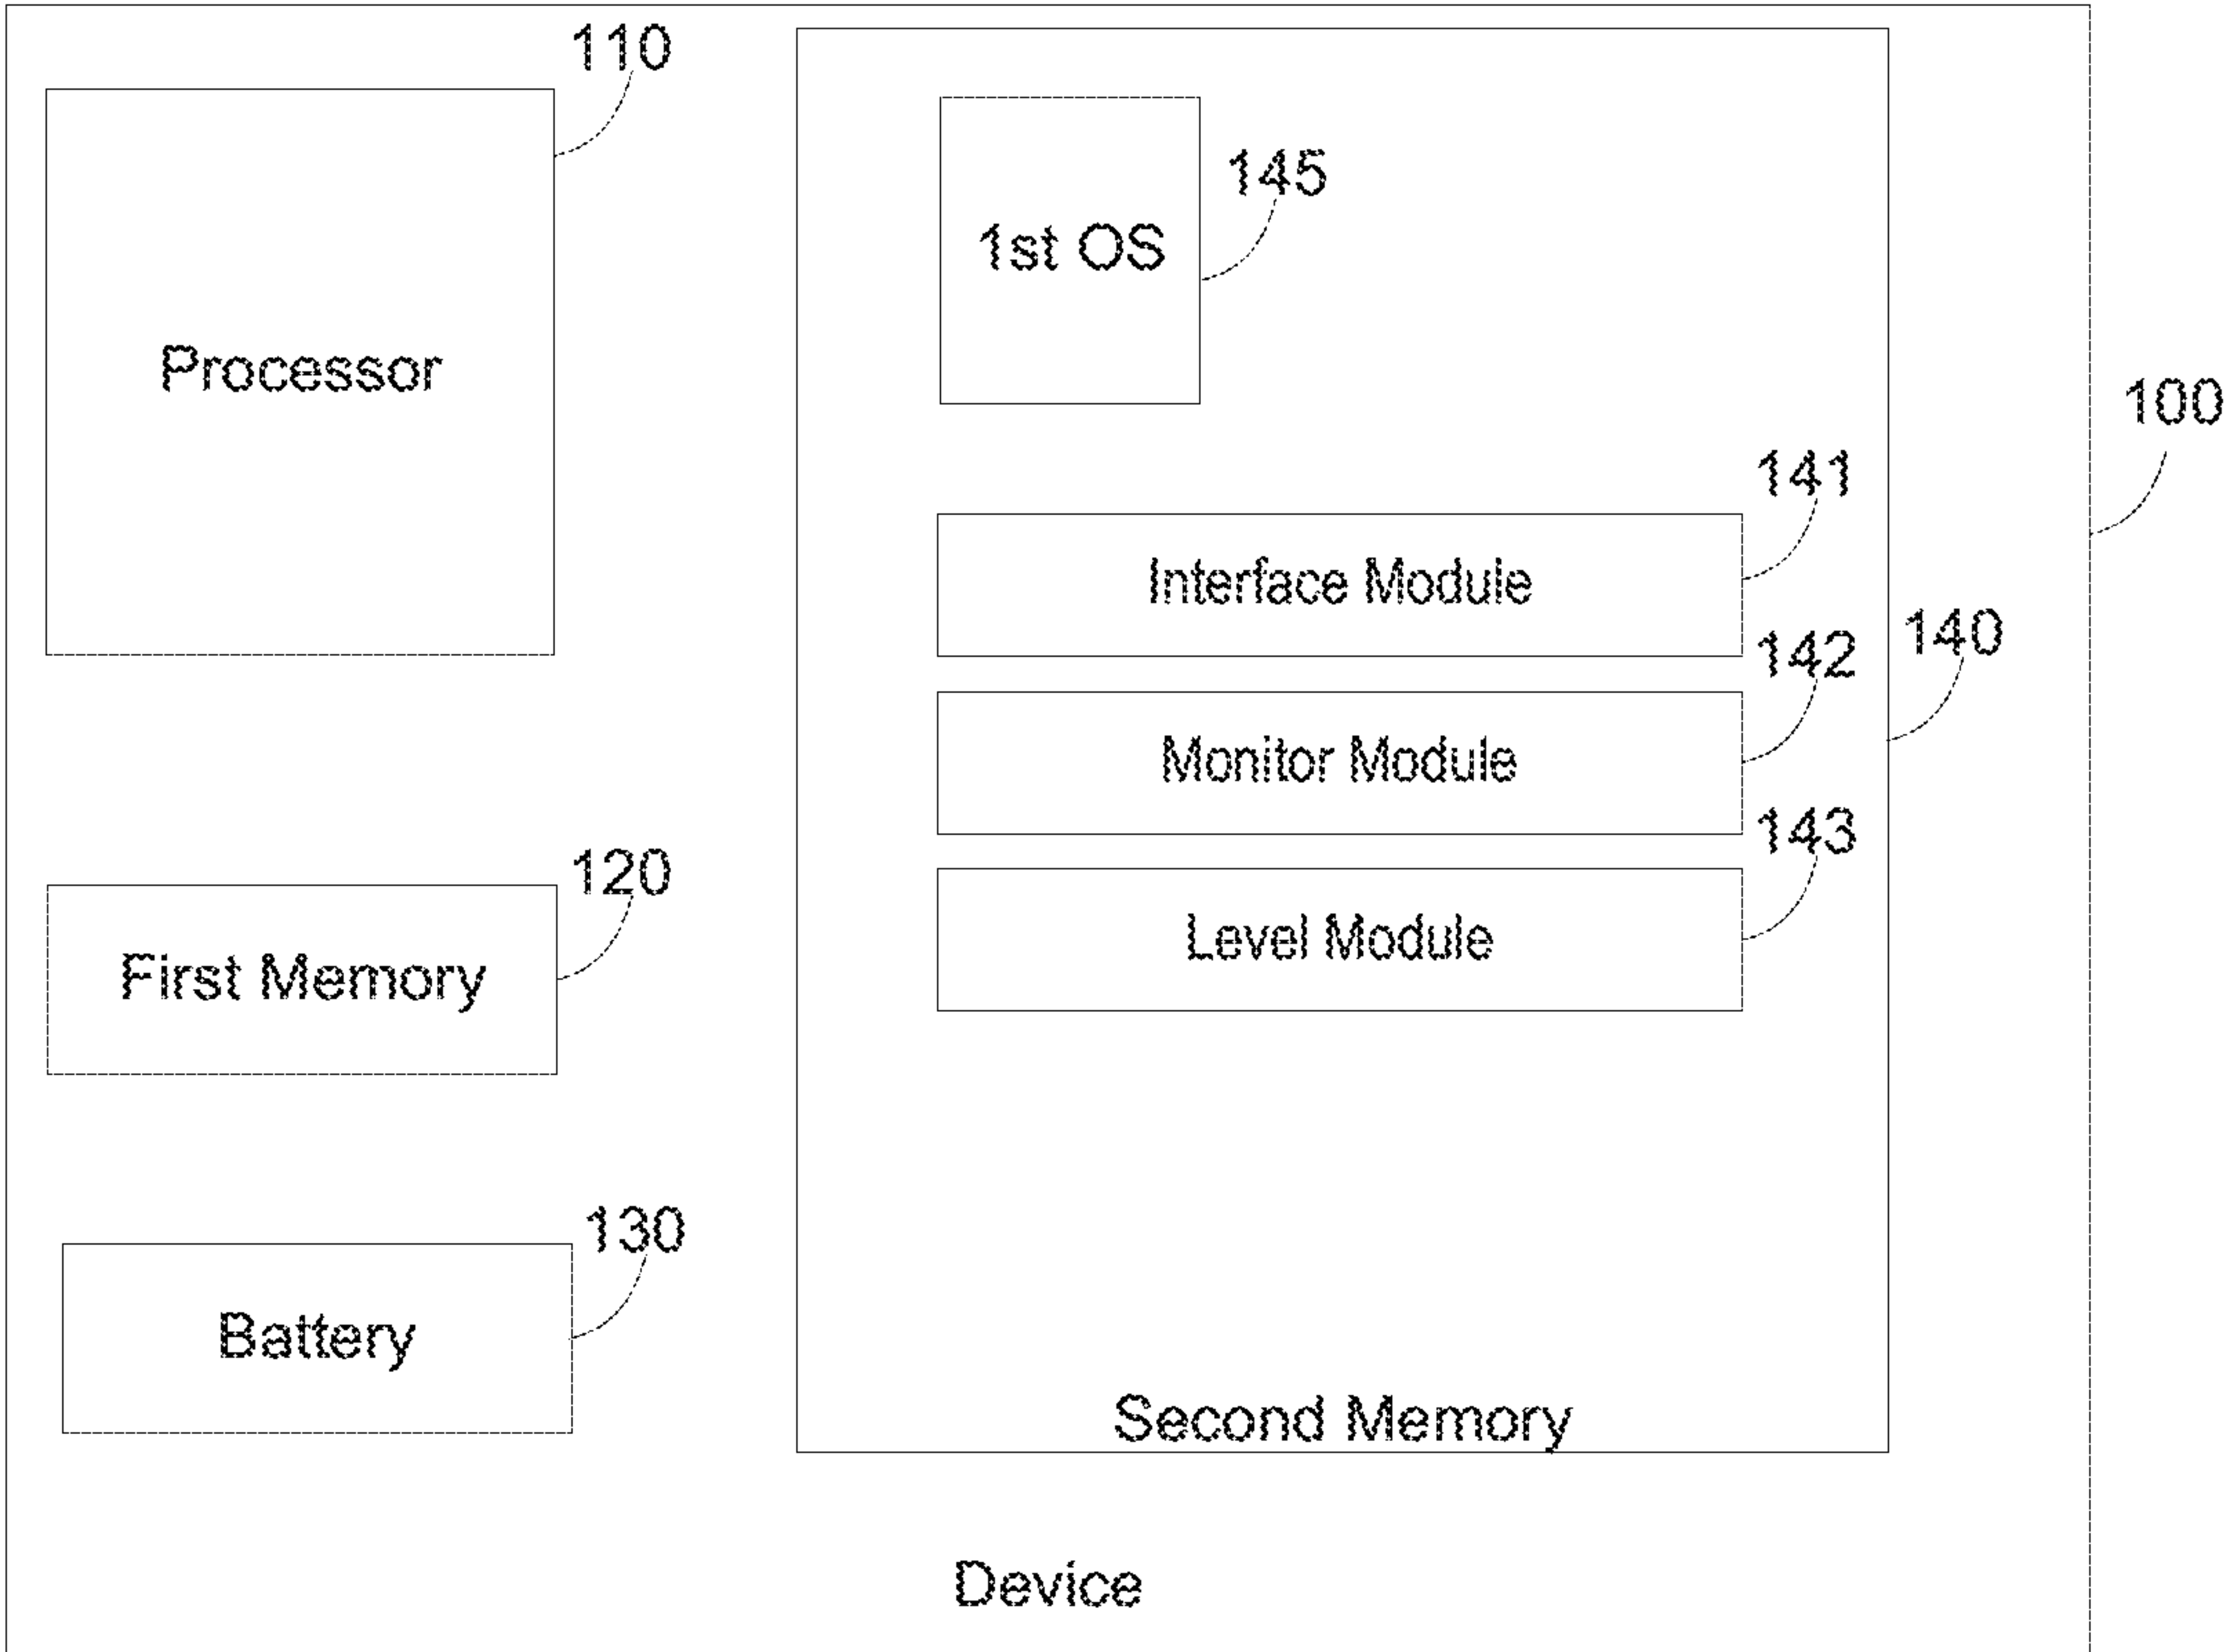 110
Processor
120
First Memory
130
Battery
145
1st OS
141
Interface Module
142
Monitor Module
143
Level Module
140
Second Memory
100
Device